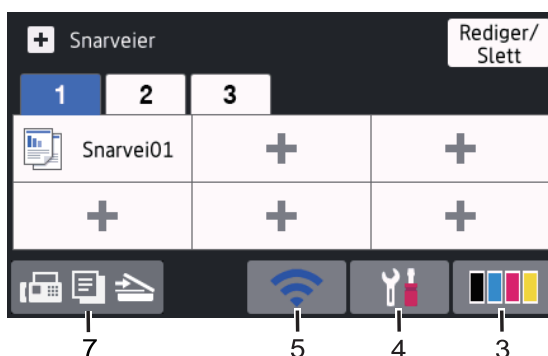 Snarveier
Rediger/
Slett
1 2 3
Snarvei01
7 5 4 3